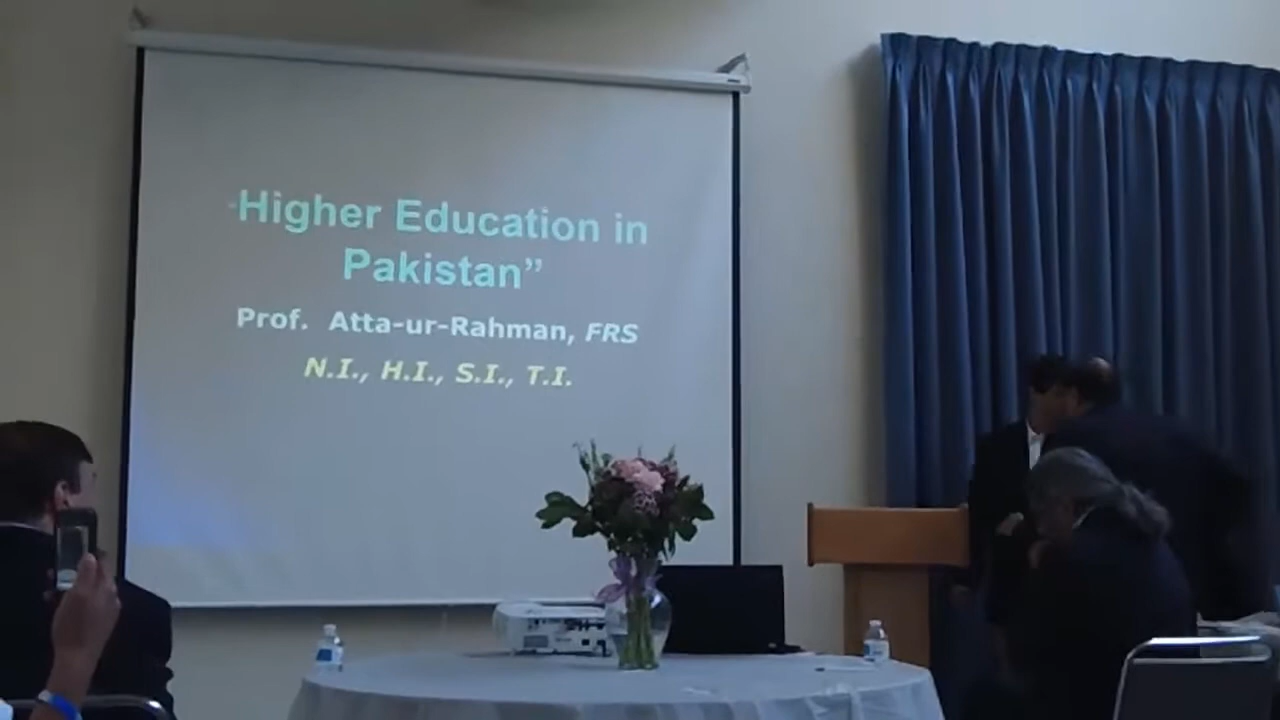 "Higher Education in
Pakistan”
Prof. Atta-ur-Rahman, FRS
N.I., H.I., S.I., T.I.